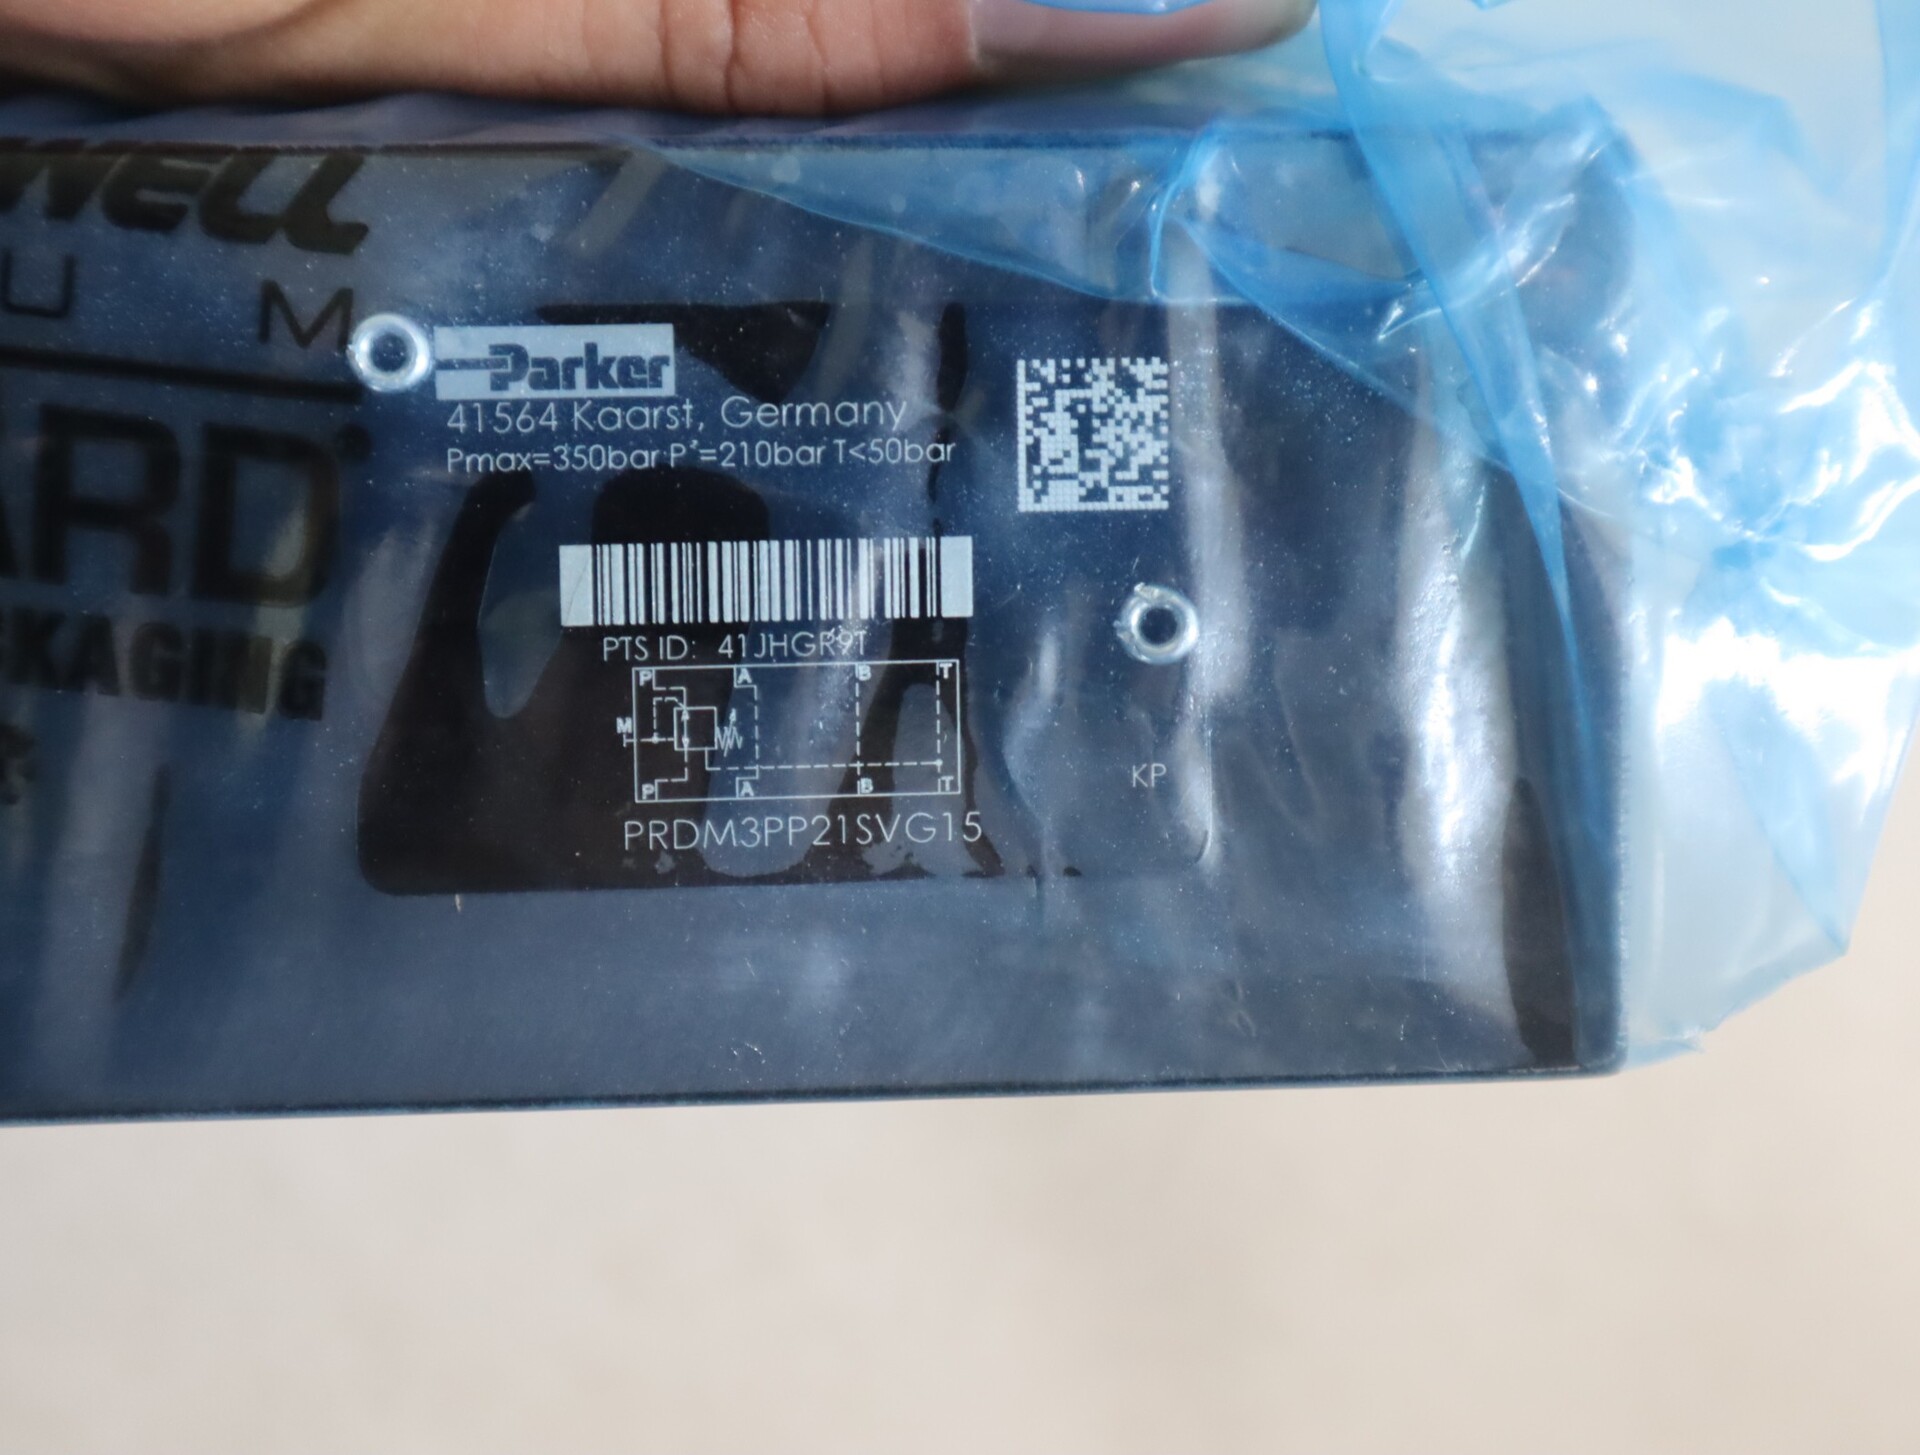 WELL
U M
ARD
KAGING
Parker
41564 Kaarst, Germany
Pmax=350bar P*=210bar T<50bar
PTS ID: 41JHGR9T
P A B T
M
P A B T
KP
PRDM3PP21SVG15